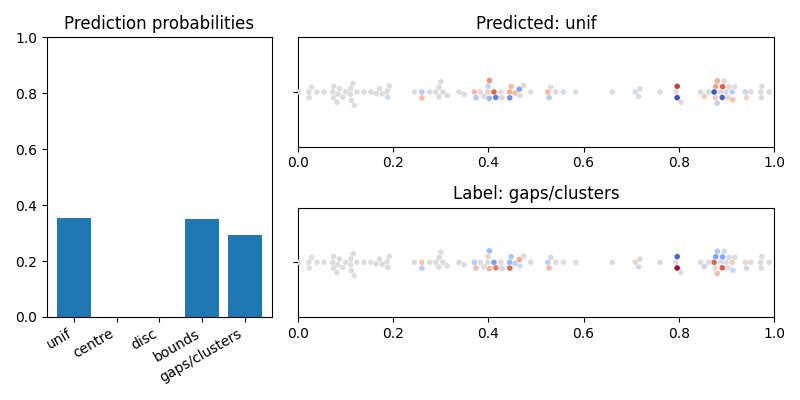 Prediction probabilities
1.0
0.8
0.6
0.4
0.2
0.0
unif
centre
disc
bounds
gaps/clusters
Predicted: unif
0.0 0.2 0.4 0.6 0.8 1.0
Label: gaps/clusters
0.0 0.2 0.4 0.6 0.8 1.0